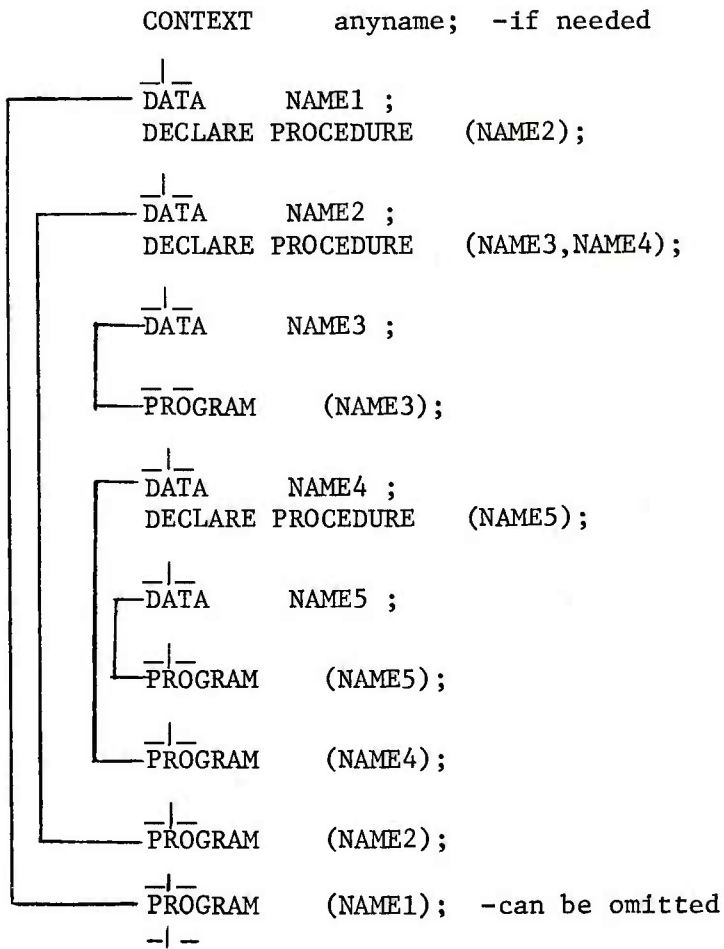 CONTEXT anyname; -if needed
DATA NAME1 ;
DECLARE PROCEDURE (NAME2);
DATA NAME2 ;
DECLARE PROCEDURE (NAME3,NAME4);
DATA NAME3 ;
PROGRAM (NAME3);
DATA NAME4 ;
DECLARE PROCEDURE (NAME5);
DATA NAME5 ;
PROGRAM (NAME5);
PROGRAM (NAME4);
PROGRAM (NAME2);
PROGRAM (NAME1); -can be omitted